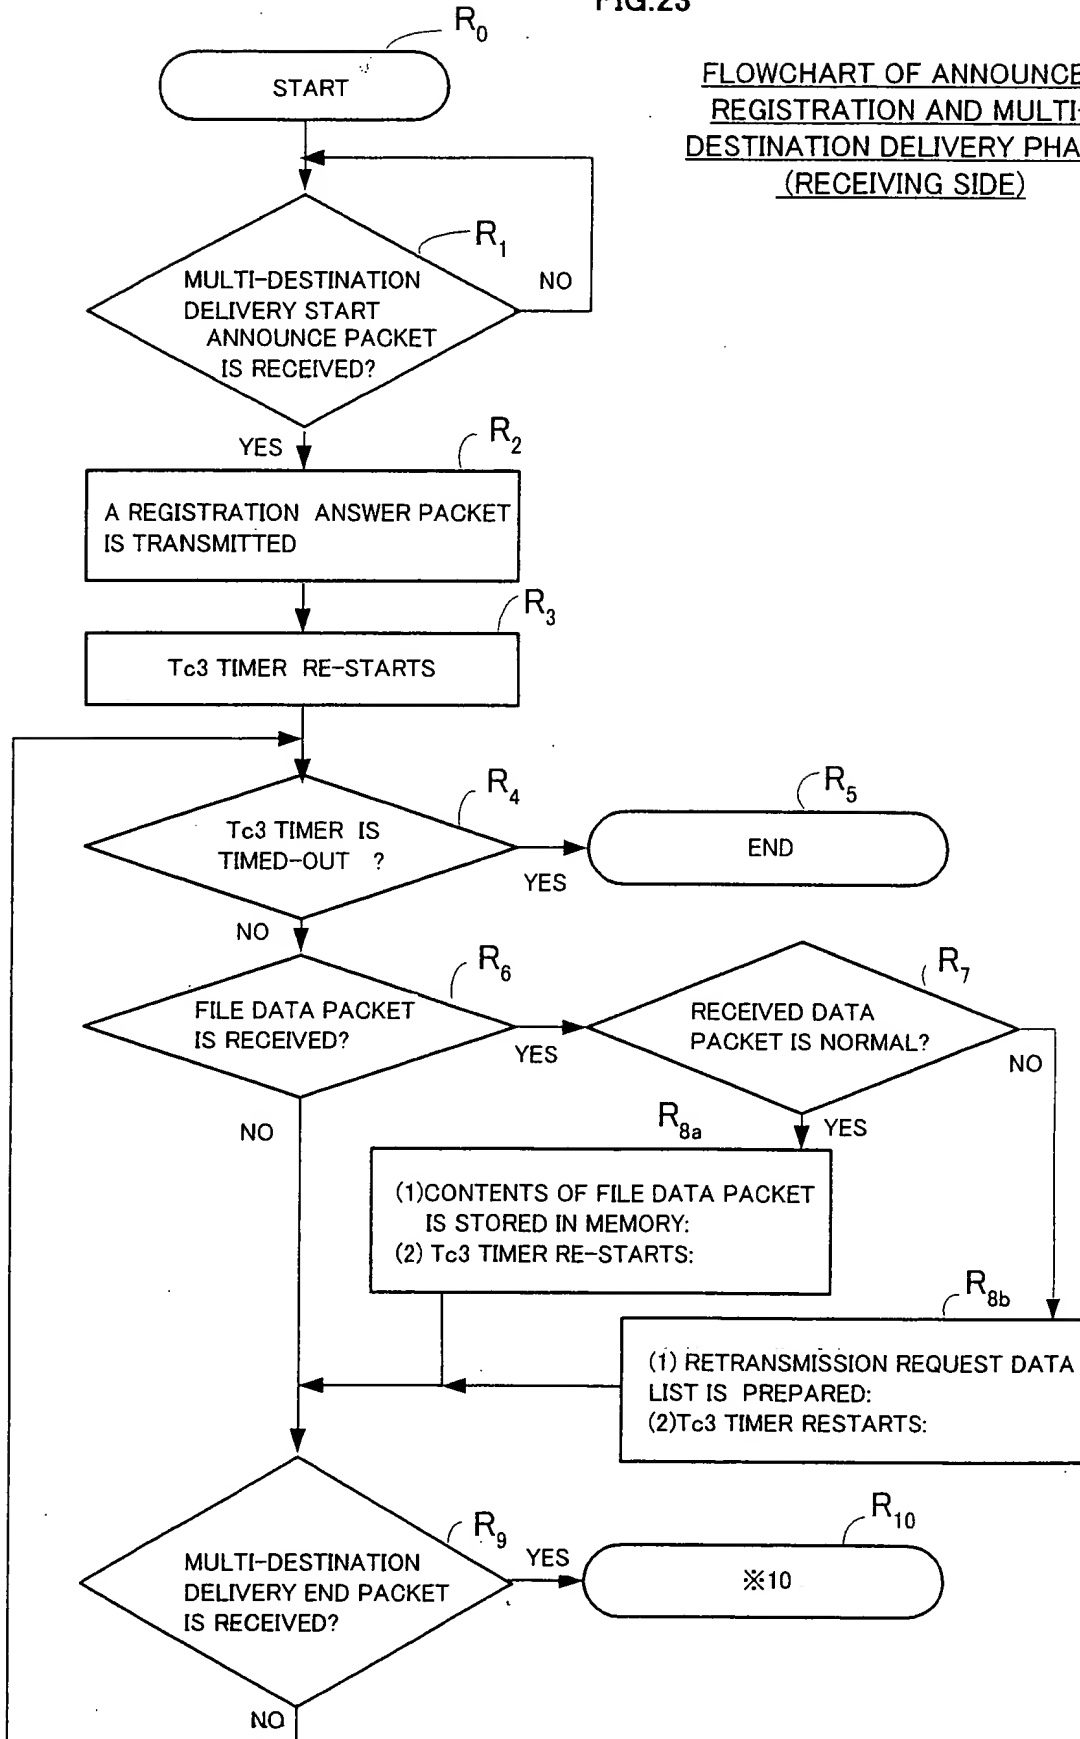 FIG.23
R0
START
FLOWCHART OF ANNOUNCE
REGISTRATION AND MULTI-
DESTINATION DELIVERY PHA
(RECEIVING SIDE)
R1
MULTI-DESTINATION
DELIVERY START
ANNOUNCE PACKET
IS RECEIVED?
NO
YES
R2
A REGISTRATION ANSWER PACKET
IS TRANSMITTED
R3
Tc3 TIMER RE-STARTS
R4
Tc3 TIMER IS
TIMED-OUT ?
YES
R5
END
NO
R6
FILE DATA PACKET
IS RECEIVED?
YES
R7
RECEIVED DATA
PACKET IS NORMAL?
NO
NO
YES
R8a
(1)CONTENTS OF FILE DATA PACKET
IS STORED IN MEMORY:
(2) Tc3 TIMER RE-STARTS:
R8b
(1) RETRANSMISSION REQUEST DATA
LIST IS PREPARED:
(2)Tc3 TIMER RESTARTS:
R9
MULTI-DESTINATION
DELIVERY END PACKET
IS RECEIVED?
YES
R10
※10
NO